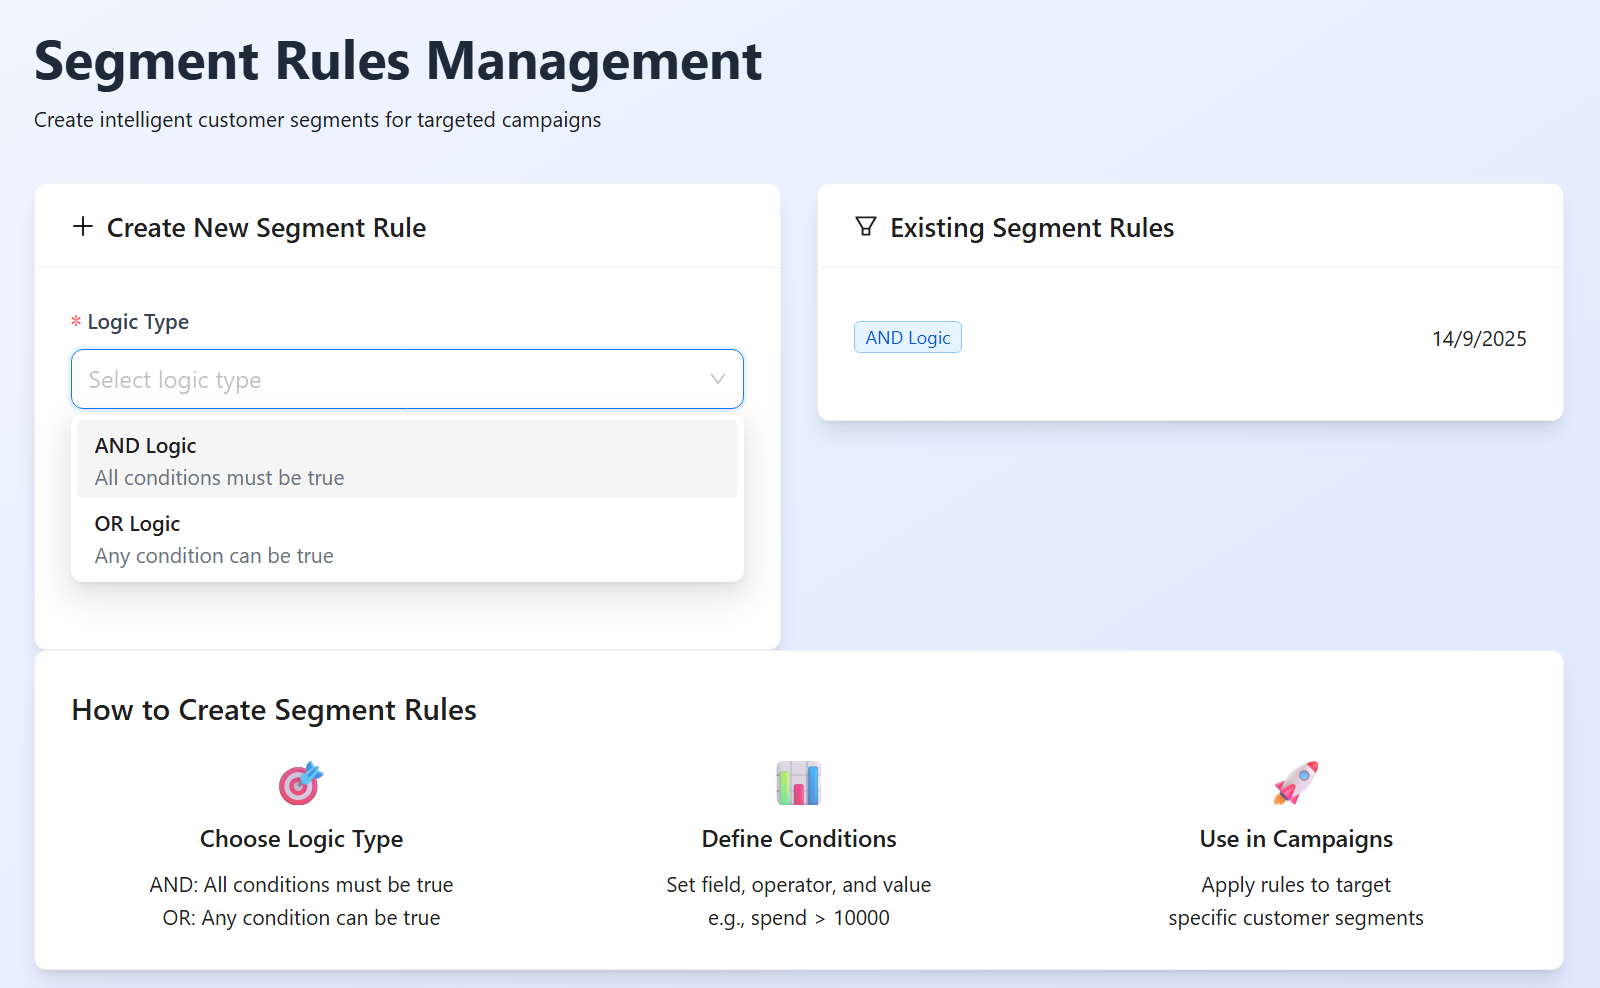 Segment Rules Management
Create intelligent customer segments for targeted campaigns
Create New Segment Rule
* Logic Type
Select logic type
AND Logic
All conditions must be true
OR Logic
Any condition can be true
Existing Segment Rules
AND Logic
14/9/2025
How to Create Segment Rules
Choose Logic Type
AND: All conditions must be true
OR: Any condition can be true
Define Conditions
Set field, operator, and value
e.g., spend > 10000
Use in Campaigns
Apply rules to target
specific customer segments